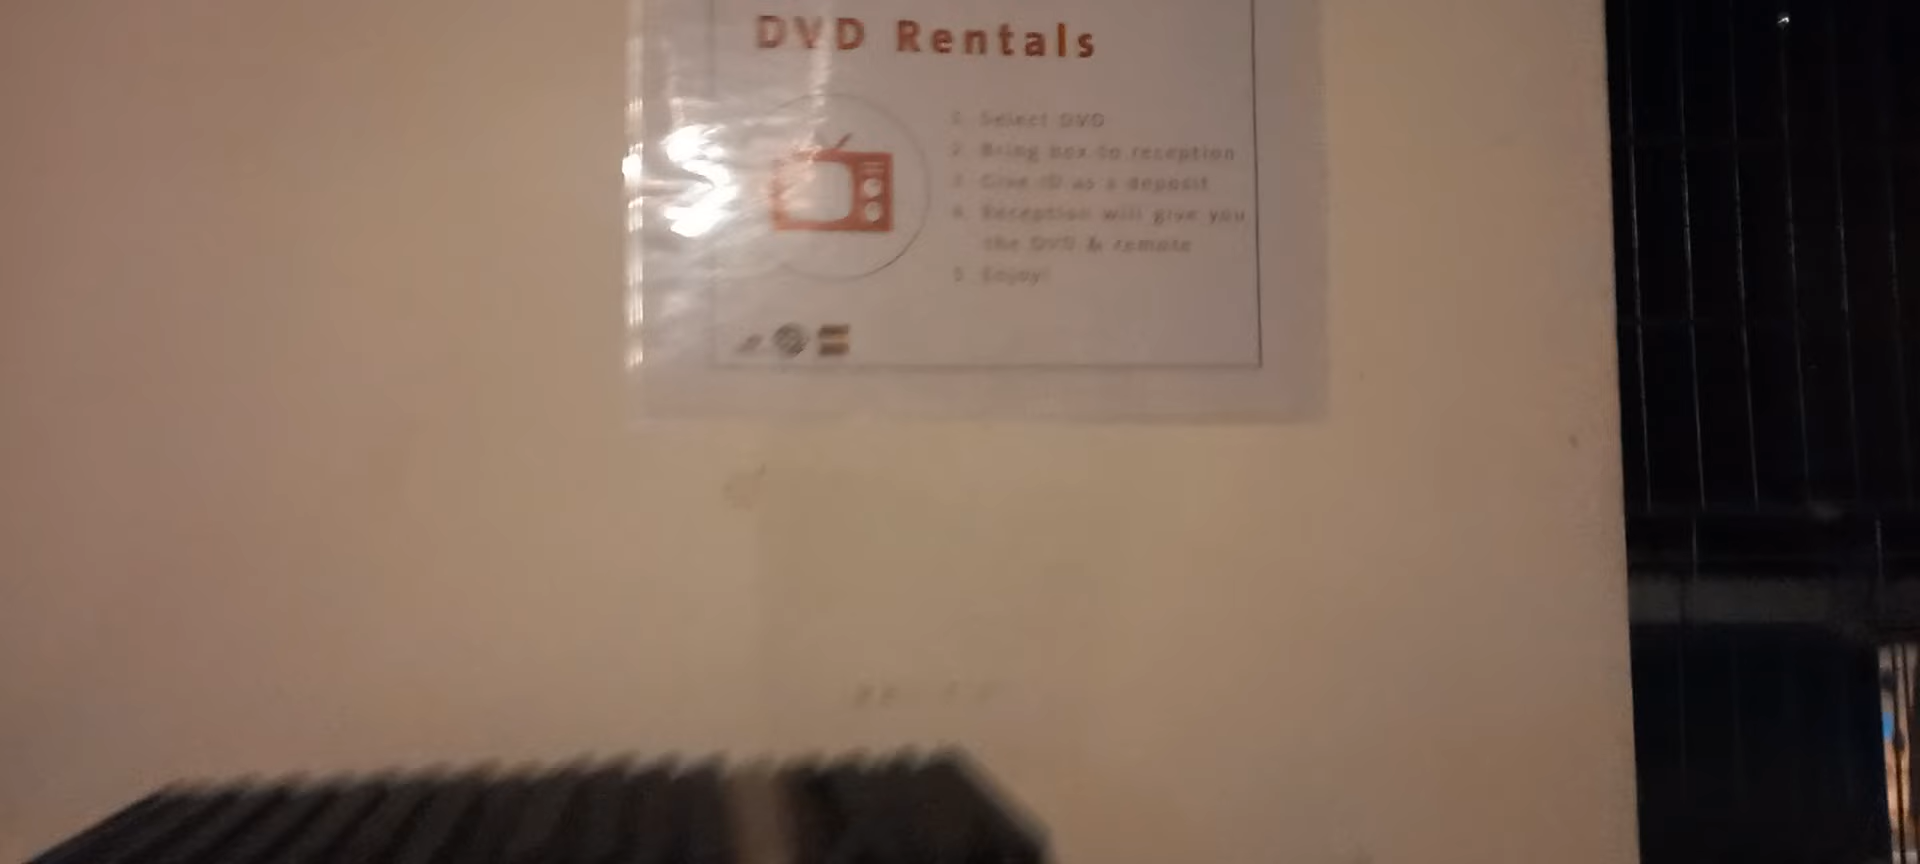 DVD Rentals
1. Select DVD
2. Bring box to reception
3. Give ID as a deposit
4. Reception will give you
the DVD & remote
5. Enjoy!